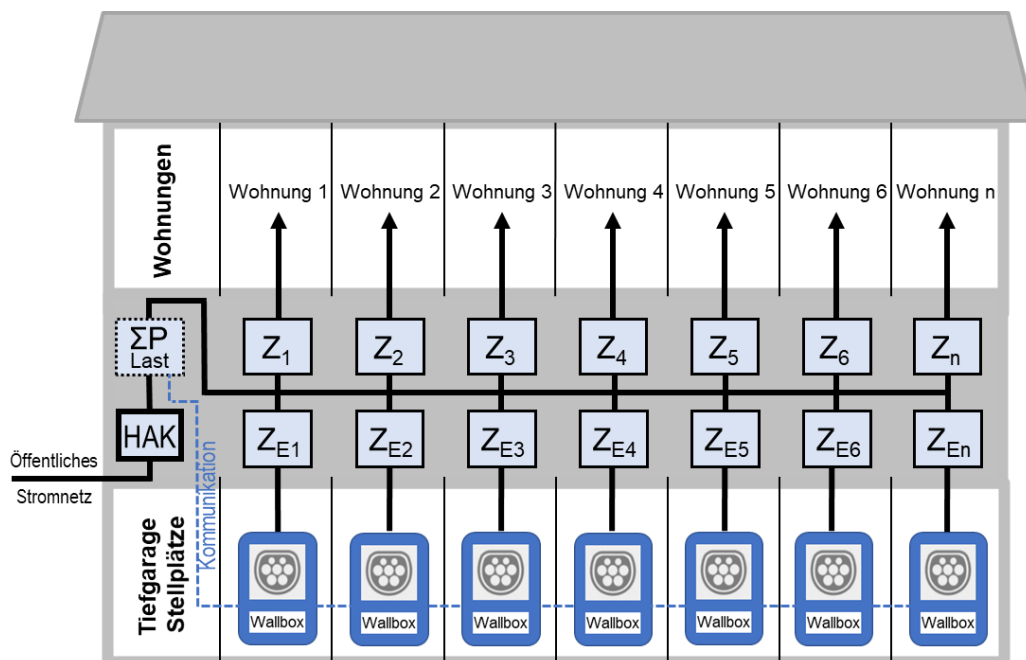 Wohnungen
Wohnung 1 Wohnung 2 Wohnung 3 Wohnung 4 Wohnung 5 Wohnung 6 Wohnung n
ΣP
Last
Z1 Z2 Z3 Z4 Z5 Z6 Zn
HAK
ZE1 ZE2 ZE3 ZE4 ZE5 ZE6 ZEn
Öffentliches
Stromnetz
Kommunikation
Tiefgarage
Stellplätze
Wallbox Wallbox Wallbox Wallbox Wallbox Wallbox Wallbox